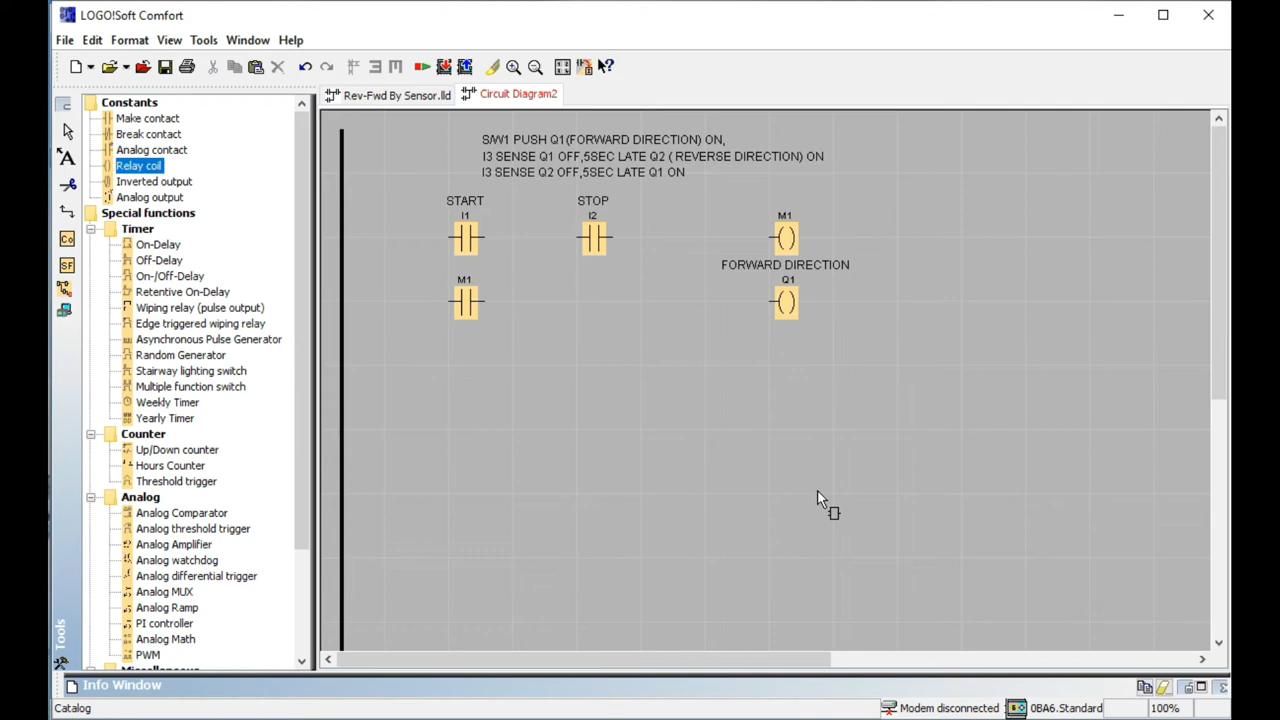 LOGO!Soft Comfort
File Edit Format View Tools Window Help
Rev-Fwd By Sensor.lld
Circuit Diagram2
Constants
Make contact
Break contact
Analog contact
Relay coil
Inverted output
Analog output
Special functions
Timer
On-Delay
Off-Delay
On-/Off-Delay
Retentive On-Delay
Wiping relay (pulse output)
Edge triggered wiping relay
Asynchronous Pulse Generator
Random Generator
Stairway lighting switch
Multiple function switch
Weekly Timer
Yearly Timer
Counter
Up/Down counter
Hours Counter
Threshold trigger
Analog
Analog Comparator
Analog threshold trigger
Analog Amplifier
Analog watchdog
Analog differential trigger
Analog MUX
Analog Ramp
PI controller
Analog Math
PWM
Co
SF
Tools
S/W1 PUSH Q1(FORWARD DIRECTION) ON,
I3 SENSE Q1 OFF,5SEC LATE Q2 ( REVERSE DIRECTION) ON
I3 SENSE Q2 OFF,5SEC LATE Q1 ON
START STOP
I1 I2 M1
FORWARD DIRECTION
M1 Q1
Info Window
Catalog
Modem disconnected
0BA6.Standard
100%